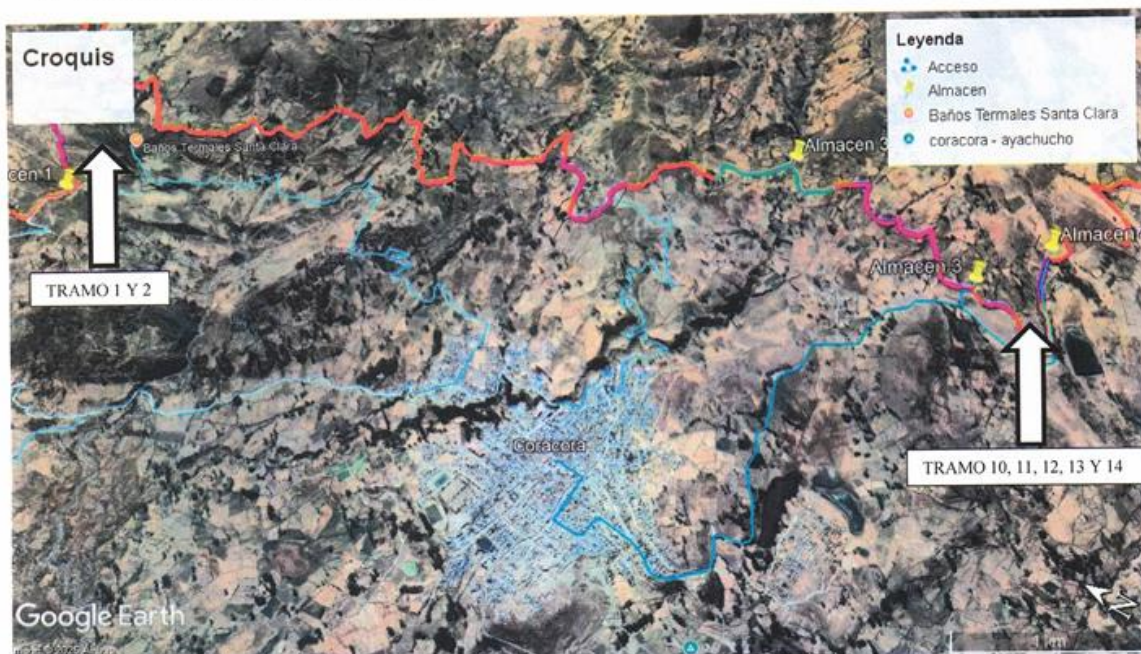 Croquis
Leyenda
Acceso
Almacen
Baños Termales Santa Clara
coracora - ayachucho
Baños Termales Santa Clara
Almacen 3
cen 1
Almacen
Almacen 3
TRAMO 1 Y 2
TRAMO 10, 11, 12, 13 Y 14
Coracora
Google Earth
N